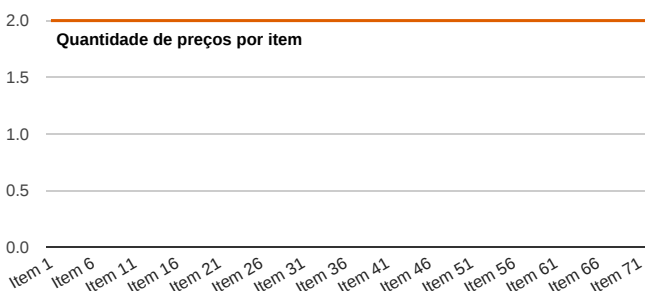 2.0
Quantidade de preços por item
1.5
1.0
0.5
0.0
Item 1
Item 6
Item 11
Item 16
Item 21
Item 26
Item 31
Item 36
Item 41
Item 46
Item 51
Item 56
Item 61
Item 66
Item 71